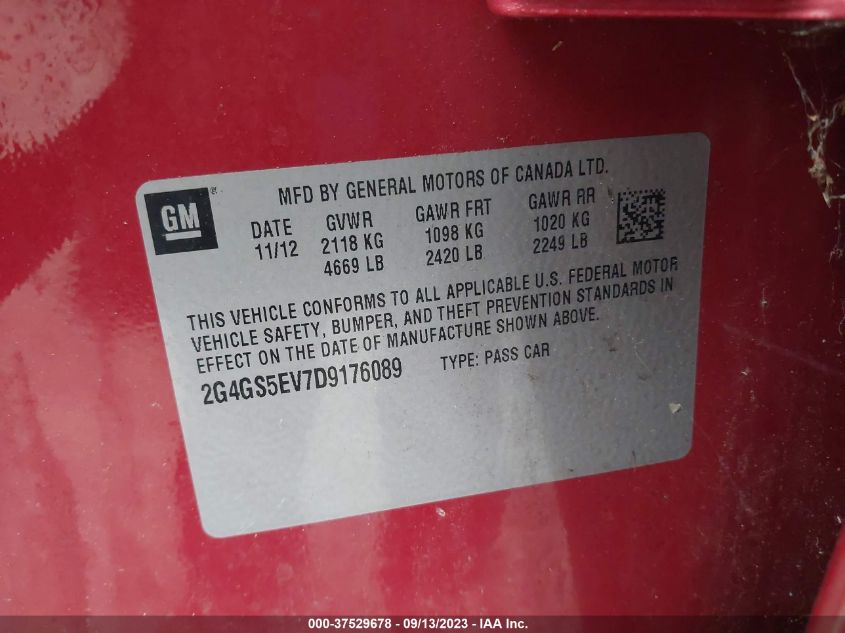 MFD BY GENERAL MOTORS OF CANADA LTD.
GM®
DATE GVWR GAWR FRT GAWR RR
11/12 2118 KG 1098 KG 1020 KG
4669 LB 2420 LB 2249 LB
THIS VEHICLE CONFORMS TO ALL APPLICABLE U.S. FEDERAL MOTOR
VEHICLE SAFETY, BUMPER, AND THEFT PREVENTION STANDARDS IN
EFFECT ON THE DATE OF MANUFACTURE SHOWN ABOVE.
2G4GS5EV7D9176089 TYPE: PASS CAR
000-37529678 - 09/13/2023 - IAA Inc.